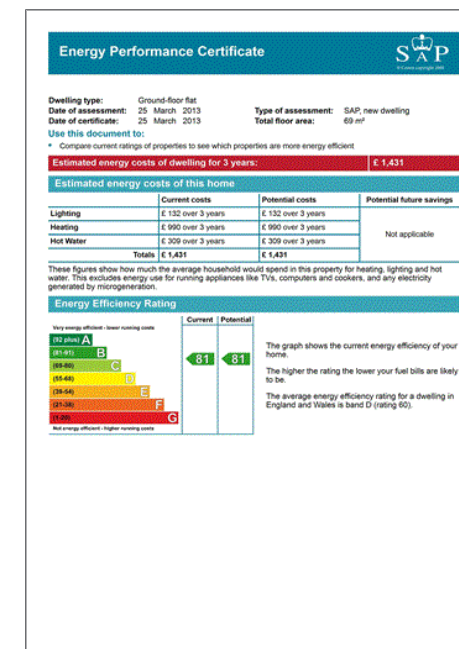 Energy Performance Certificate
SAP
Dwelling type: Ground-floor flat
Date of assessment: 25 March 2013 Type of assessment: SAP, new dwelling
Date of certificate: 25 March 2013 Total floor area: 69 m²
Use this document to:
• Compare current ratings of properties to see which properties are more energy efficient
Estimated energy costs of dwelling for 3 years: £ 1,431
Estimated energy costs of this home
Current costs Potential costs Potential future savings
Lighting £ 132 over 3 years £ 132 over 3 years
Heating £ 990 over 3 years £ 990 over 3 years
Not applicable
Hot Water £ 309 over 3 years £ 309 over 3 years
Totals £ 1,431 £ 1,431
These figures show how much the average household would spend in this property for heating, lighting and hot
water. This excludes energy use for running appliances like TVs, computers and cookers, and any electricity
generated by microgeneration.
Energy Efficiency Rating
Current Potential
Very energy efficient - lower running costs
(92 plus) A
(81-91) B
81 81
(69-80) C
(55-68) D
(39-54) E
(21-38) F
(1-20) G
Not energy efficient - higher running costs
The graph shows the current energy efficiency of your
home.
The higher the rating the lower your fuel bills are likely
to be.
The average energy efficiency rating for a dwelling in
England and Wales is band D (rating 60).